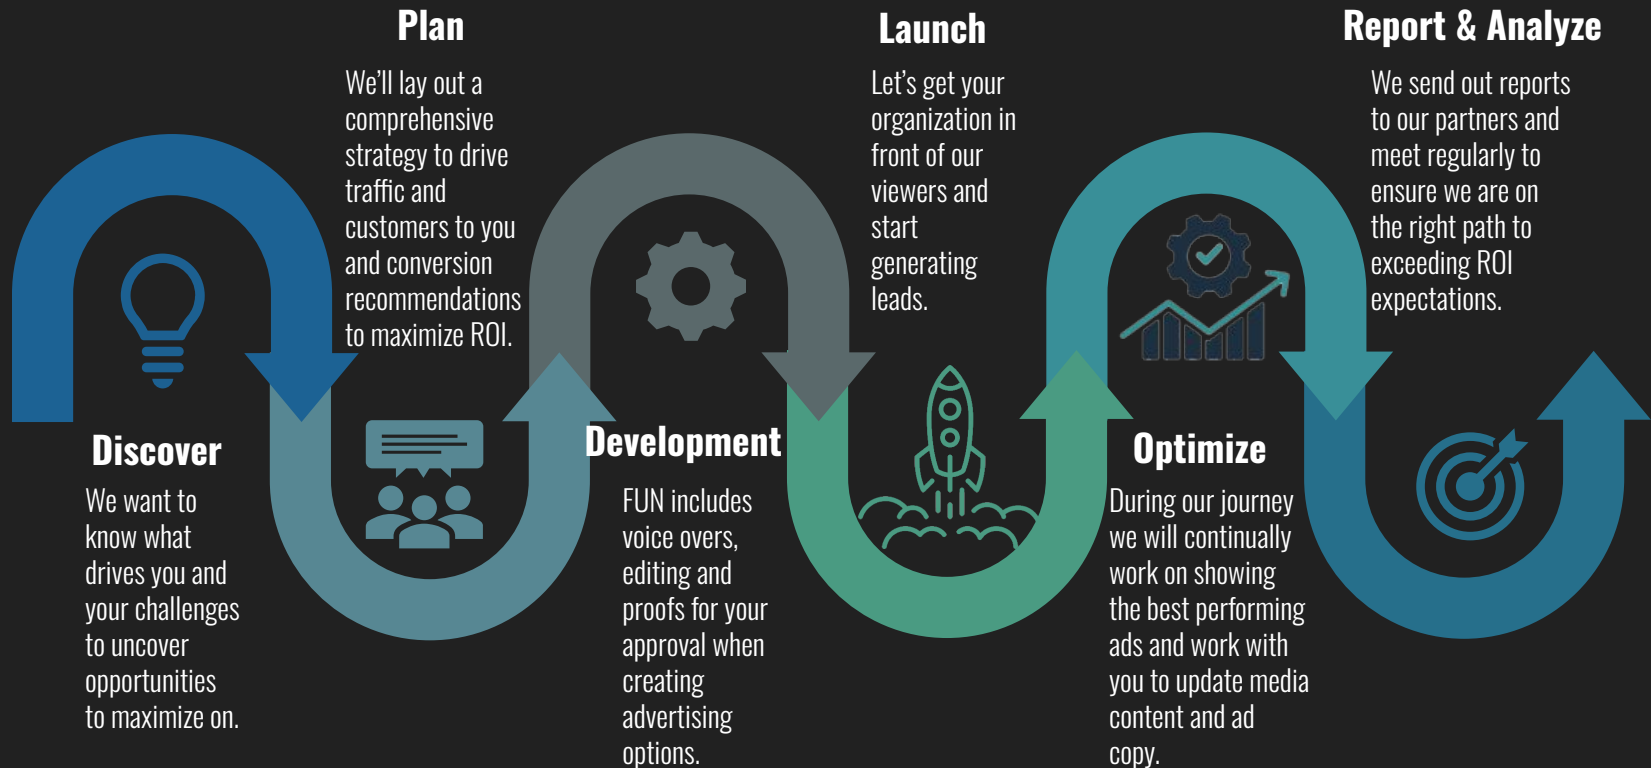 Discover
We want to
know what
drives you and
your challenges
to uncover
opportunities
to maximize on.
Plan
We'll lay out a
comprehensive
strategy to drive
traffic and
customers to you
and conversion
recommendations
to maximize ROI.
Development
FUN includes
voice overs,
editing and
proofs for your
approval when
creating
advertising
options.
Launch
Let's get your
organization in
front of our
viewers and
start
generating
leads.
Optimize
During our journey
we will continually
work on showing
the best performing
ads and work with
you to update media
content and ad
copy.
Report & Analyze
We send out reports
to our partners and
meet regularly to
ensure we are on
the right path to
exceeding ROI
expectations.